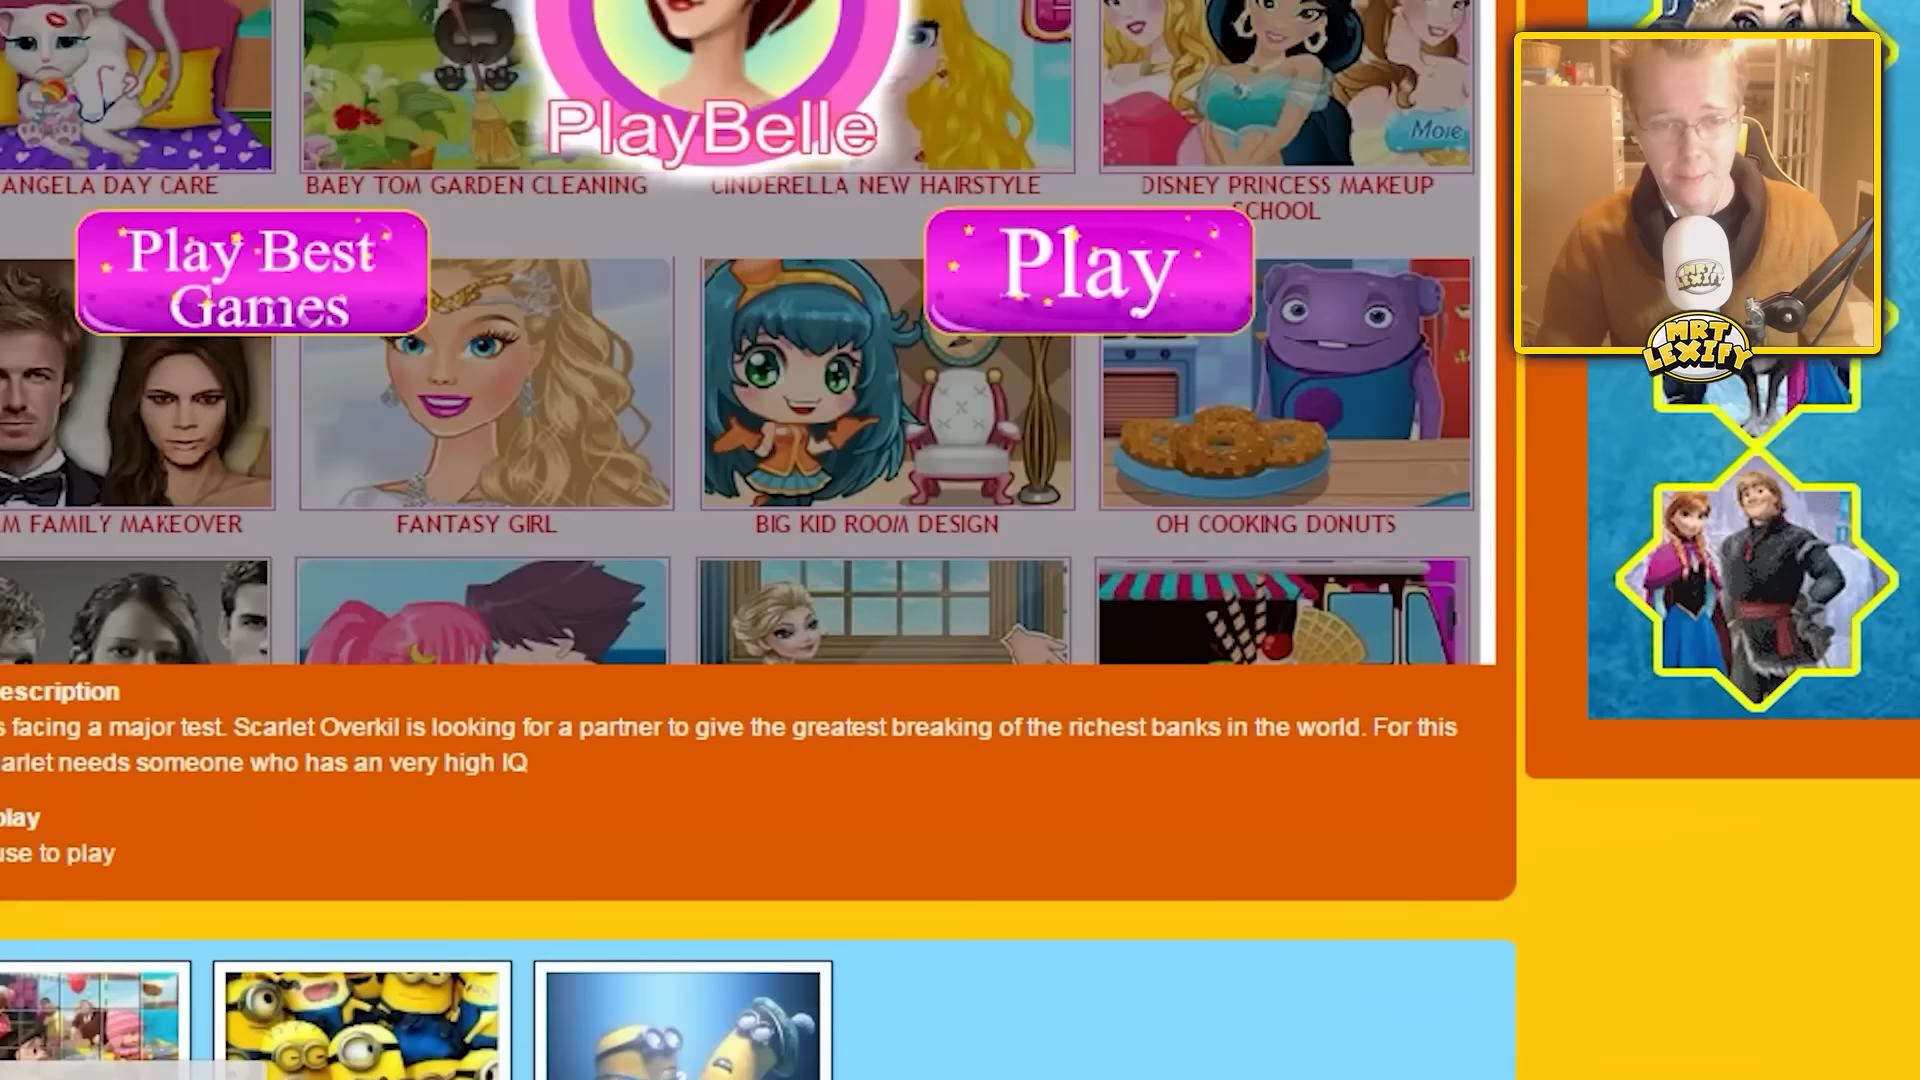 PlayBelle
More
ANGELA DAY CARE
BABY TOM GARDEN CLEANING
CINDERELLA NEW HAIRSTYLE
DISNEY PRINCESS MAKEUP
SCHOOL
Play Best
Games
Play
MRT
LEXIFY
MRT
LEXIFY
M FAMILY MAKEOVER
FANTASY GIRL
BIG KID ROOM DESIGN
OH COOKING DONUTS
escription
s facing a major test. Scarlet Overkil is looking for a partner to give the greatest breaking of the richest banks in the world. For this
arlet needs someone who has an very high IQ
play
use to play